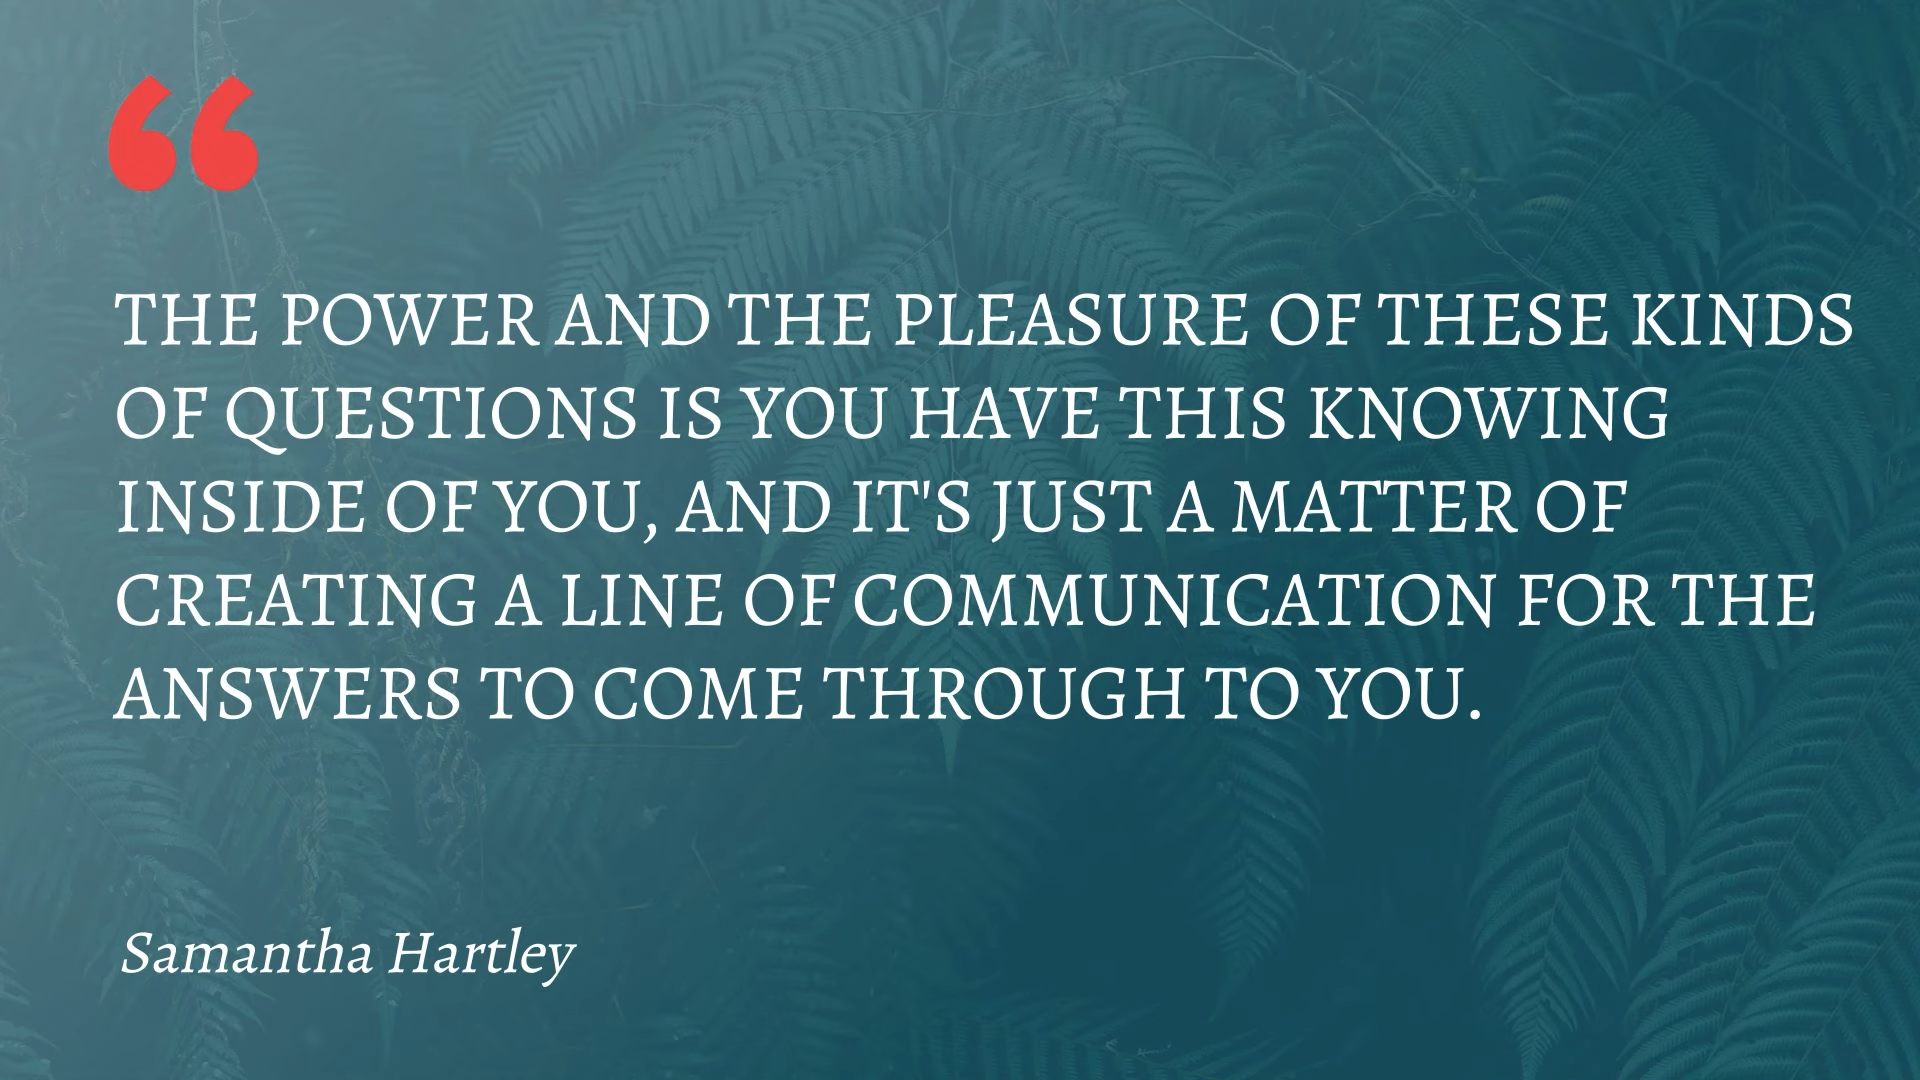 “
THE POWER AND THE PLEASURE OF THESE KINDS
OF QUESTIONS IS YOU HAVE THIS KNOWING
INSIDE OF YOU, AND IT'S JUST A MATTER OF
CREATING A LINE OF COMMUNICATION FOR THE
ANSWERS TO COME THROUGH TO YOU.
Samantha Hartley